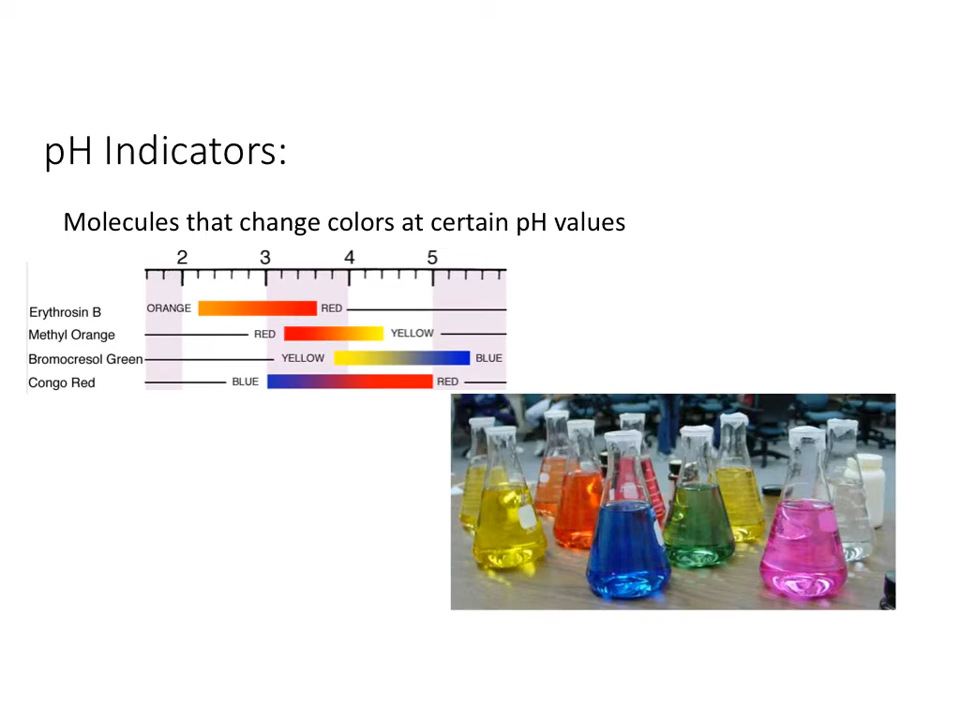 pH Indicators:
Molecules that change colors at certain pH values
2 3 4 5
Erythrosin B ORANGE RED
Methyl Orange RED YELLOW
Bromocresol Green YELLOW BLUE
Congo Red BLUE RED